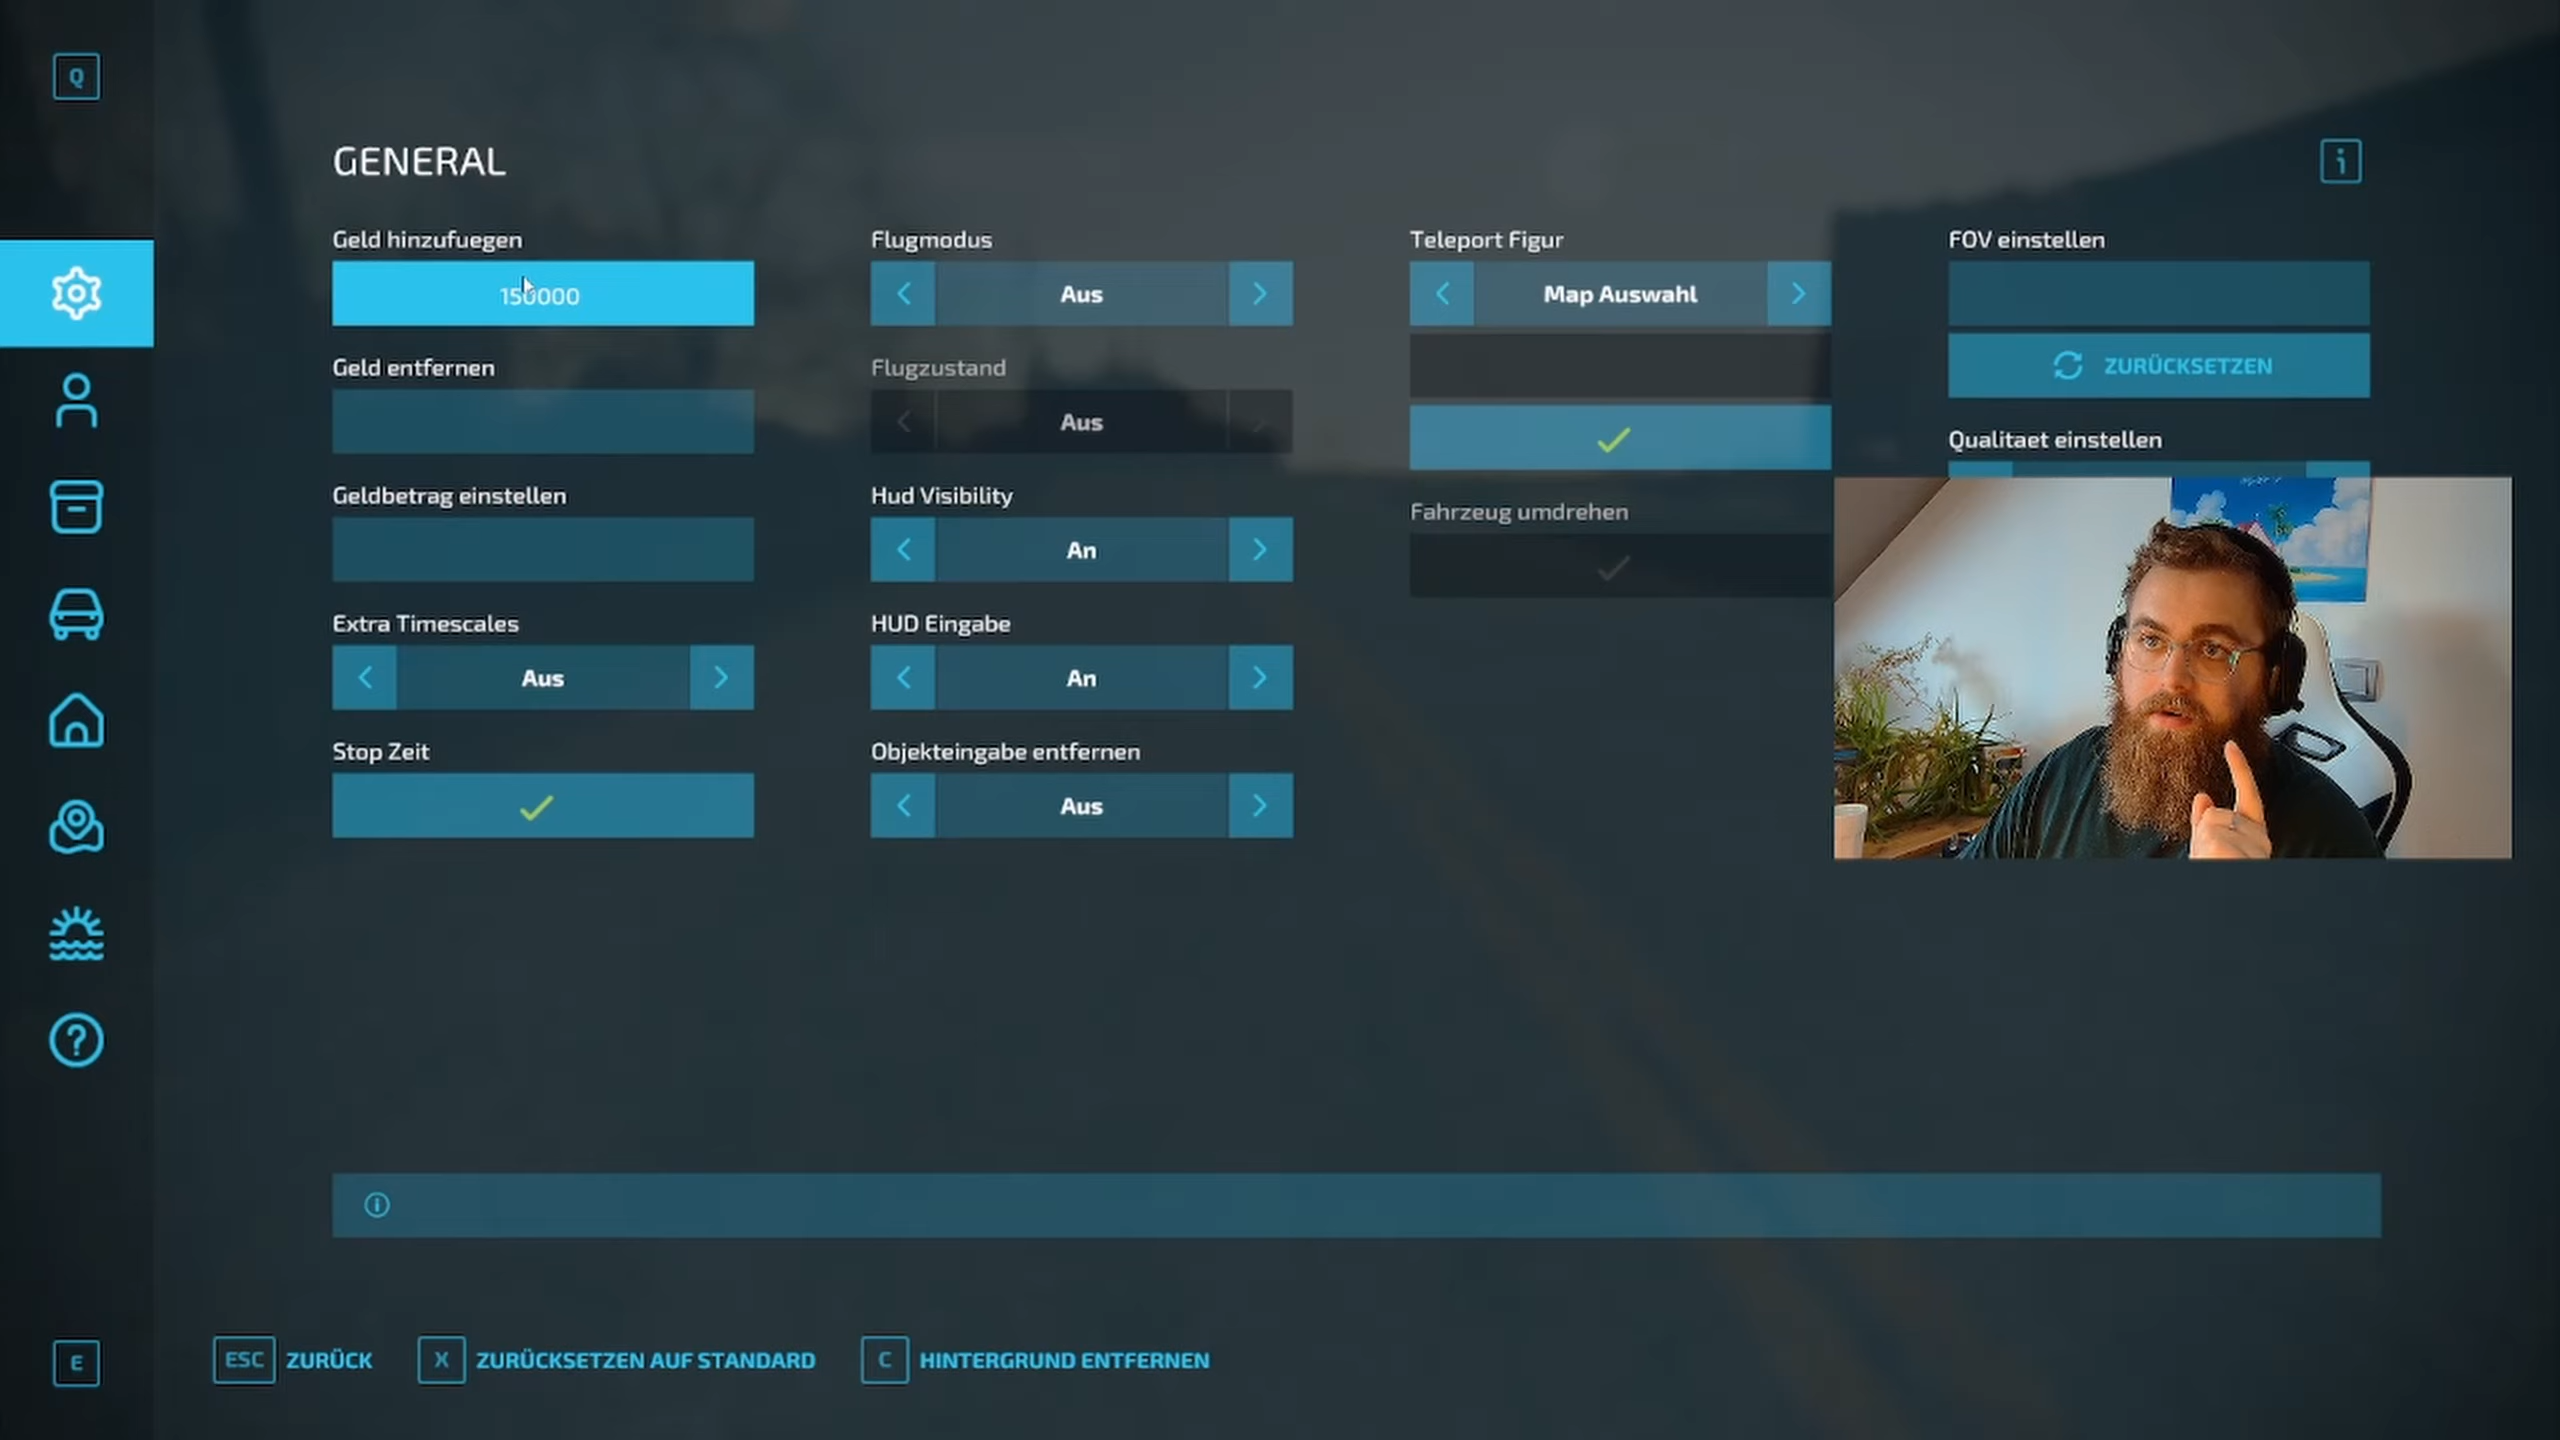 Q
GENERAL
Geld hinzufuegen
150000
Geld entfernen
Geldbetrag einstellen
Extra Timescales
Aus
Stop Zeit
Flugmodus
Aus
Flugzustand
Aus
Hud Visibility
An
HUD Eingabe
An
Objekteingabe entfernen
Aus
Teleport Figur
Map Auswahl
Fahrzeug umdrehen
FOV einstellen
ZURÜCKSETZEN
Qualitaet einstellen
E
ESC ZURÜCK X ZURÜCKSETZEN AUF STANDARD C HINTERGRUND ENTFERNEN